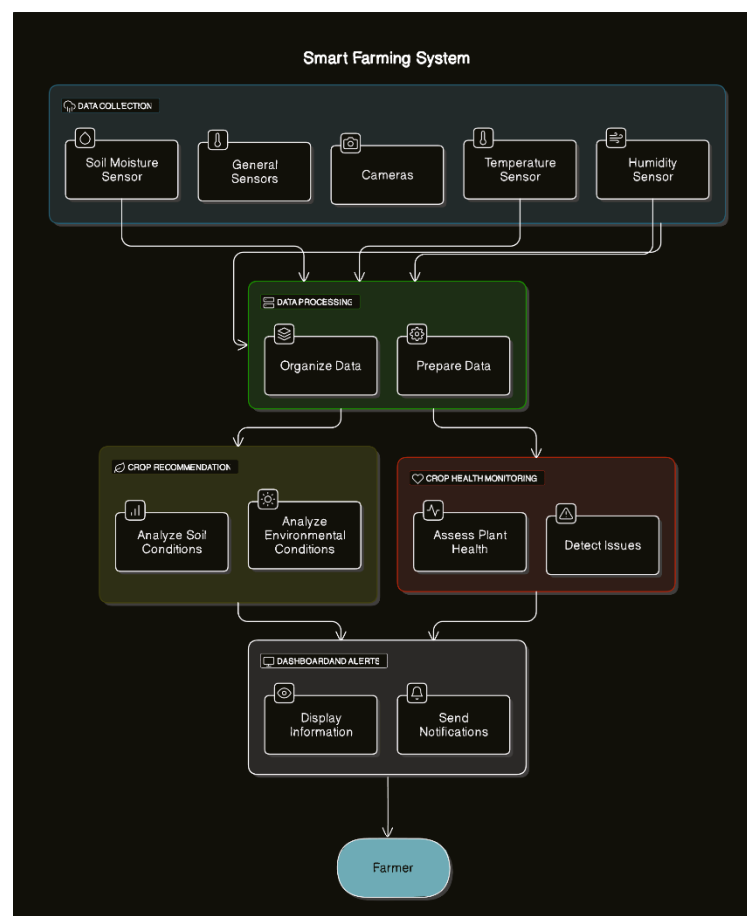 Smart Farming System
DATA COLLECTION
Soil Moisture
Sensor
General
Sensors
Cameras
Temperature
Sensor
Humidity
Sensor
DATA PROCESSING
Organize Data
Prepare Data
CROP RECOMMENDATION
Analyze Soil
Conditions
Analyze
Environmental
Conditions
CROP HEALTH MONITORING
Assess Plant
Health
Detect Issues
DASHBOARD AND ALERTS
Display
Information
Send
Notifications
Farmer